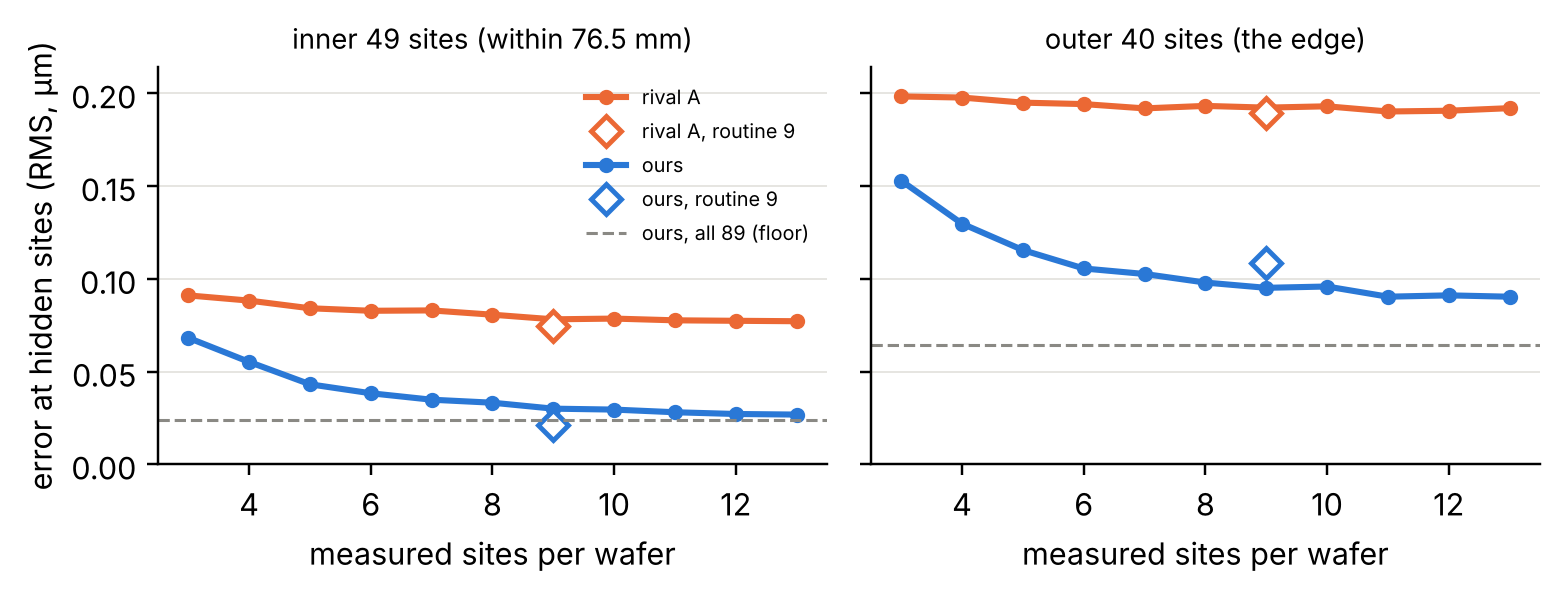 inner 49 sites (within 76.5 mm)
outer 40 sites (the edge)
error at hidden sites (RMS, µm)
0.20
0.15
0.10
0.05
0.00
rival A
rival A, routine 9
ours
ours, routine 9
ours, all 89 (floor)
4 6 8 10 12
4 6 8 10 12
measured sites per wafer
measured sites per wafer